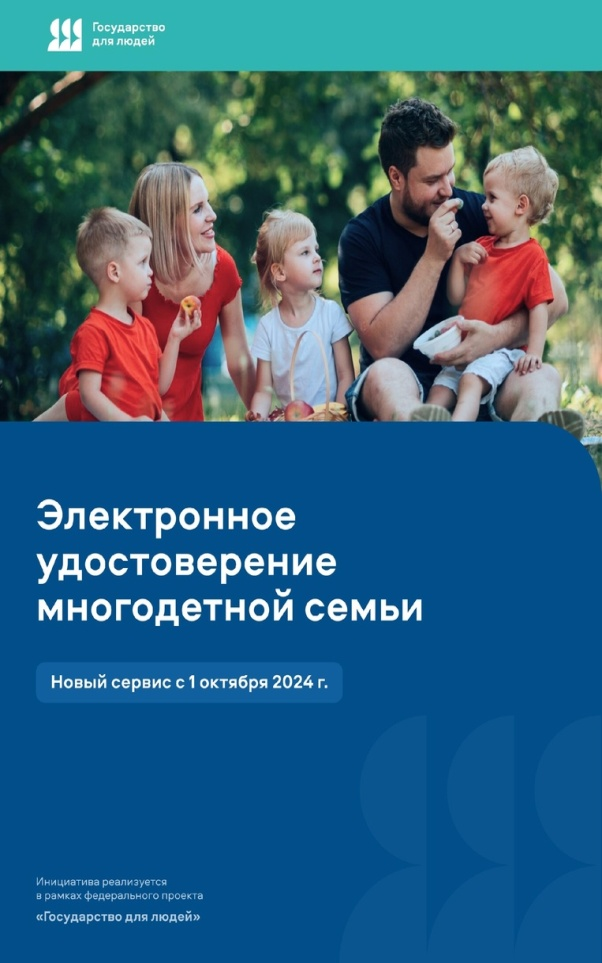 Государство
для людей
Электронное
удостоверение
многодетной семьи
Новый сервис с 1 октября 2024 г.
Инициатива реализуется
в рамках федерального проекта
«Государство для людей»